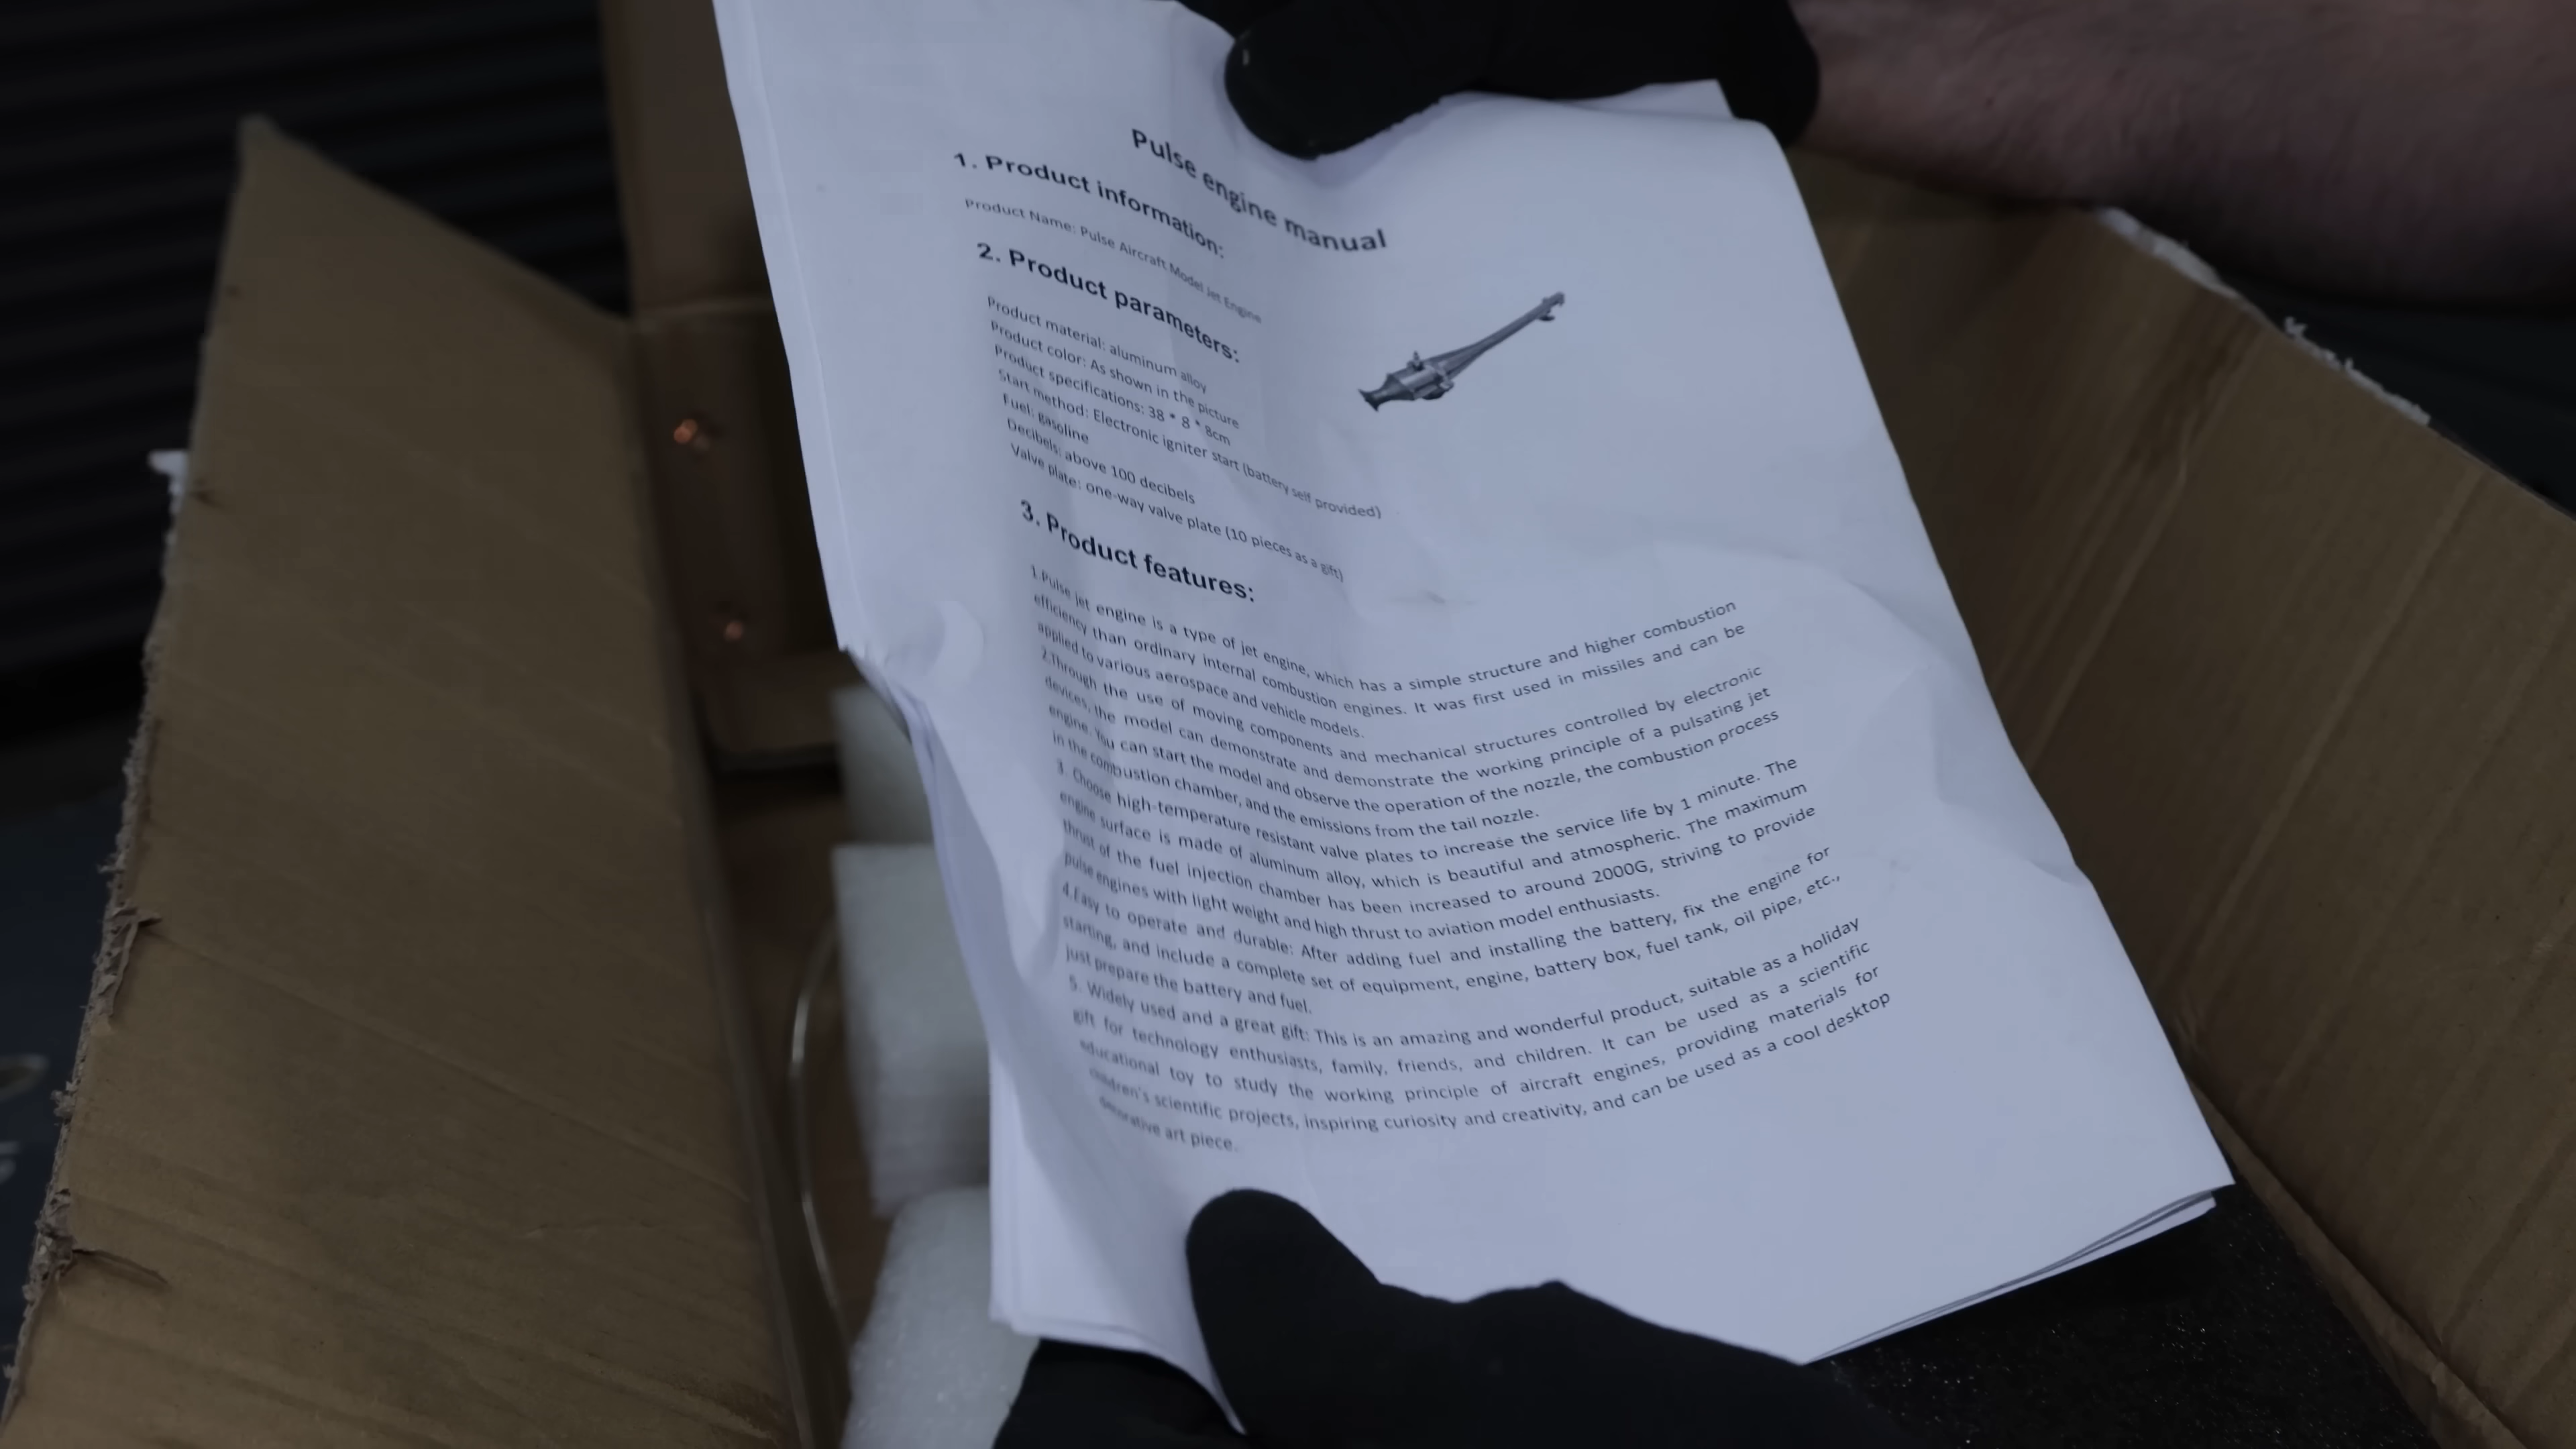 Pulse engine manual
1. Product information:
Product Name: Pulse Aircraft Model Jet Engine
2. Product parameters:
Product material: aluminum alloy
Product color: As shown in the picture
Product specifications: 38 * 8 * 8cm
Start method: Electronic igniter start (battery self provided)
Fuel: gasoline
Decibels: above 100 decibels
Valve plate: one-way valve plate (10 pieces as a gift)
3. Product features:
1.Pulse jet engine is a type of jet engine, which has a simple structure and higher combustion
efficiency than ordinary internal combustion engines. It was first used in missiles and can be
applied to various aerospace and vehicle models.
2.Through the use of moving components and mechanical structures controlled by electronic
devices, the model can demonstrate and demonstrate the working principle of a pulsating jet
engine. You can start the model and observe the operation of the nozzle, the combustion process
in the combustion chamber, and the emissions from the tail nozzle.
3. Choose high-temperature resistant valve plates to increase the service life by 1 minute. The
engine surface is made of aluminum alloy, which is beautiful and atmospheric. The maximum
thrust of the fuel injection chamber has been increased to around 2000G, striving to provide
pulse engines with light weight and high thrust to aviation model enthusiasts.
4.Easy to operate and durable: After adding fuel and installing the battery, fix the engine for
starting, and include a complete set of equipment, engine, battery box, fuel tank, oil pipe, etc.,
just prepare the battery and fuel.
5. Widely used and a great gift: This is an amazing and wonderful product, suitable as a holiday
gift for technology enthusiasts, family, friends, and children. It can be used as a scientific
educational toy to study the working principle of aircraft engines, providing materials for
children's scientific projects, inspiring curiosity and creativity, and can be used as a cool desktop
decorative art piece.